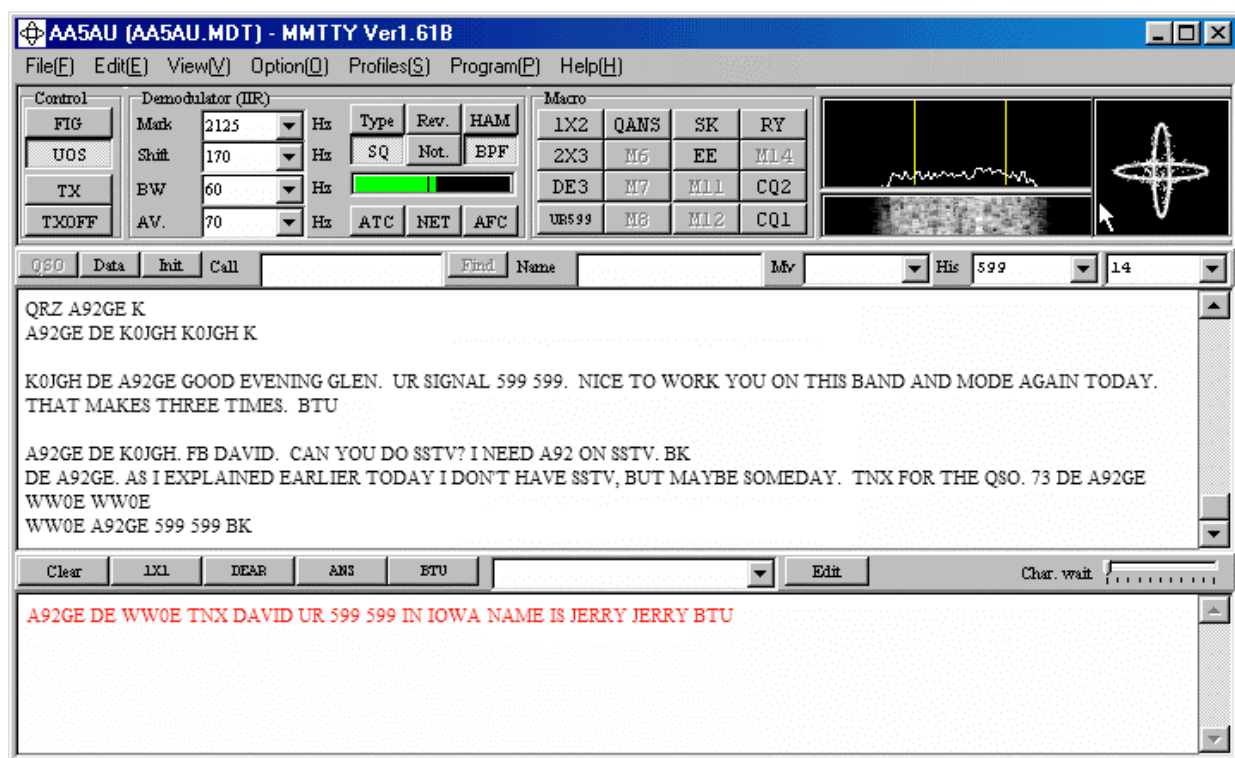 AA5AU (AA5AU.MDT) - MMTTY Ver1.61B
File(F) Edit(E) View(V) Option(O) Profiles(S) Program(P) Help(H)
Control Demodulator (IIR) Macro
FIG Mark 2125 Hz Type Rev. HAM 1X2 QANS SK RY
UOS Shift 170 Hz SQ Not. BPF 2X3 M6 EE M14
TX BW 60 Hz DE3 M7 M11 CQ2
TXOFF AV. 70 Hz ATC NET AFC UR599 M8 M12 CQ1
QSO Data Init Call Find Name My His 599 14
QRZ A92GE K
A92GE DE K0JGH K0JGH K
K0JGH DE A92GE GOOD EVENING GLEN. UR SIGNAL 599 599. NICE TO WORK YOU ON THIS BAND AND MODE AGAIN TODAY.
THAT MAKES THREE TIMES. BTU
A92GE DE K0JGH. FB DAVID. CAN YOU DO SSTV? I NEED A92 ON SSTV. BK
DE A92GE. AS I EXPLAINED EARLIER TODAY I DON'T HAVE SSTV, BUT MAYBE SOMEDAY. TNX FOR THE QSO. 73 DE A92GE
WW0E WW0E
WW0E A92GE 599 599 BK
Clear 1X1 DEAR ANS BTU Edit Char. wait
A92GE DE WW0E TNX DAVID UR 599 599 IN IOWA NAME IS JERRY JERRY BTU